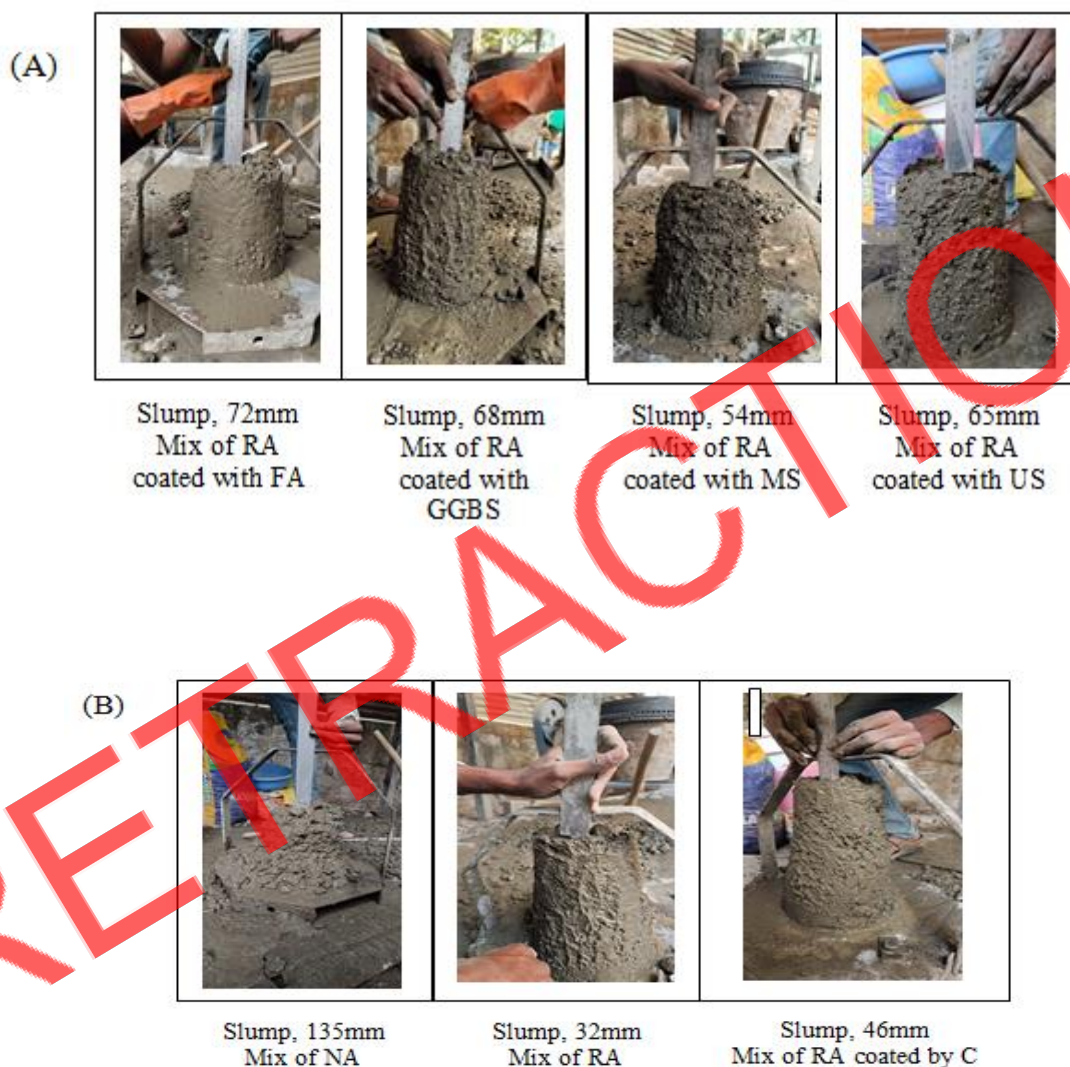 (A)
Slump, 72mm
Mix of RA
coated with FA
Slump, 68mm
Mix of RA
coated with
GGBS
Slump, 54mm
Mix of RA
coated with MS
Slump, 65mm
Mix of RA
coated with US
RETRACTION
(B)
Slump, 135mm
Mix of NA
Slump, 32mm
Mix of RA
Slump, 46mm
Mix of RA coated by C